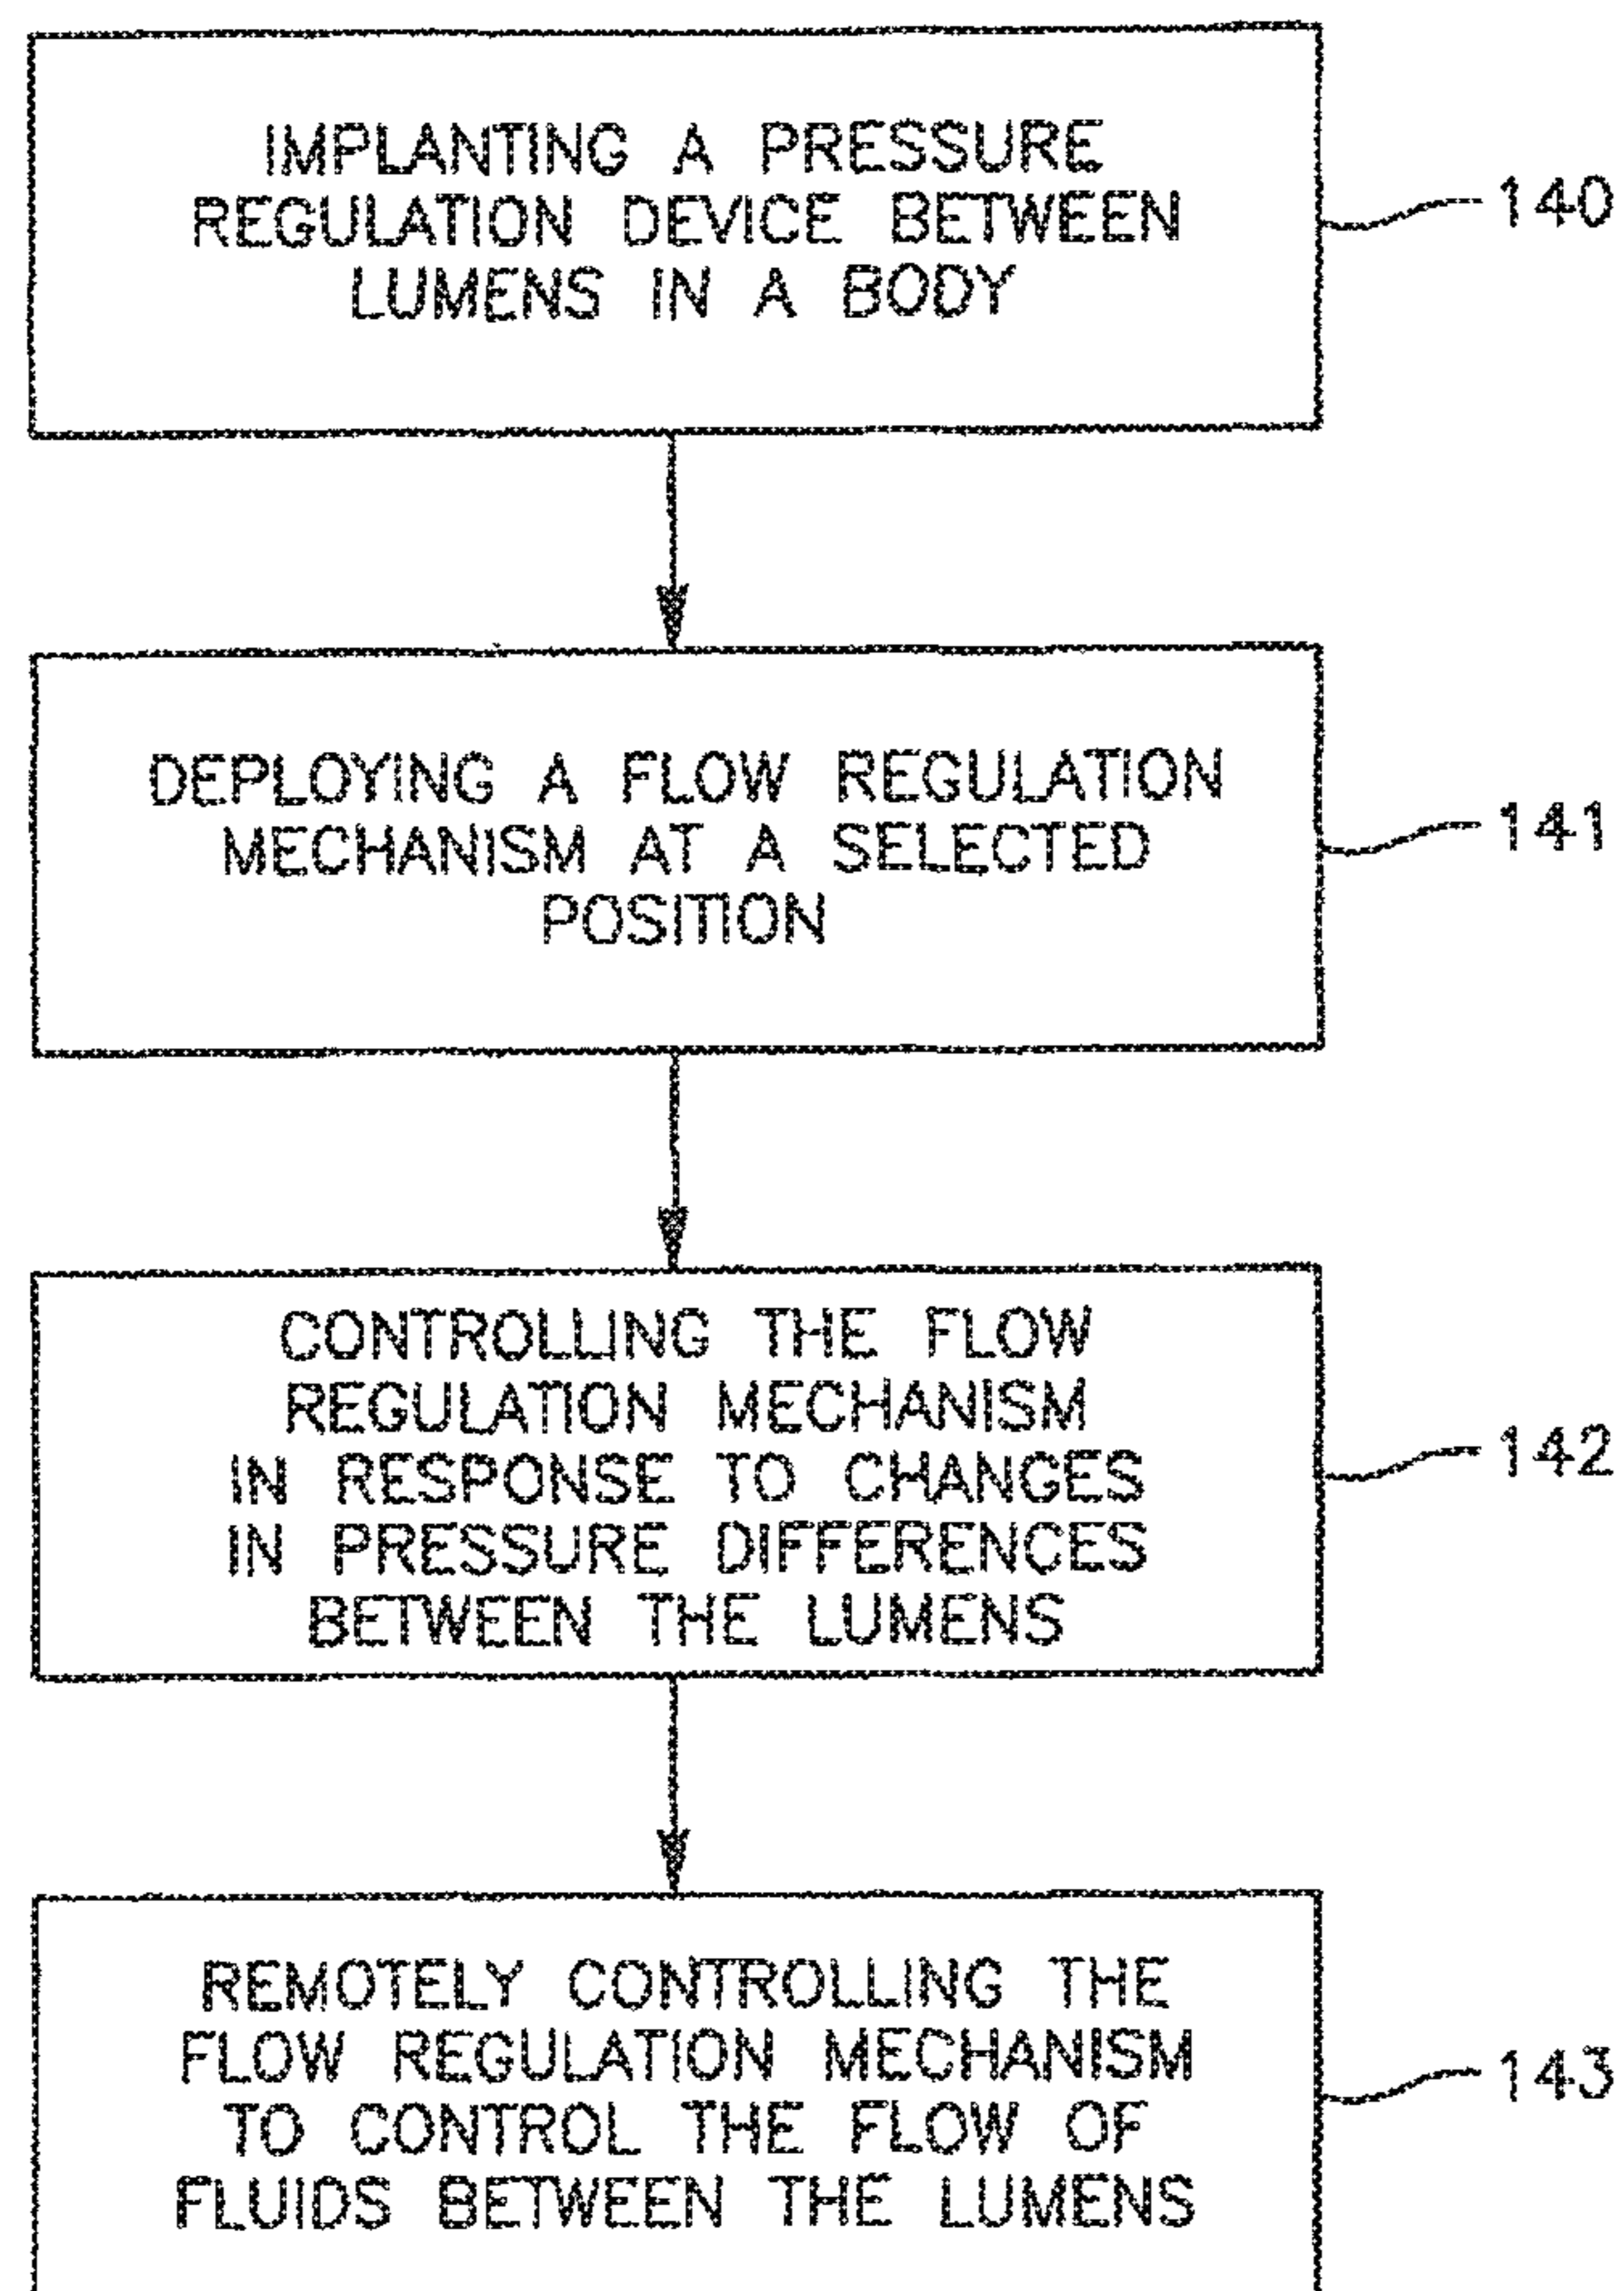 IMPLANTING A PRESSURE
REGULATION DEVICE BETWEEN
LUMENS IN A BODY
140
DEPLOYING A FLOW REGULATION
MECHANISM AT A SELECTED
POSITION
141
CONTROLLING THE FLOW
REGULATION MECHANISM
IN RESPONSE TO CHANGES
IN PRESSURE DIFFERENCES
BETWEEN THE LUMENS
142
REMOTELY CONTROLLING THE
FLOW REGULATION MECHANISM
TO CONTROL THE FLOW OF
FLUIDS BETWEEN THE LUMENS
143